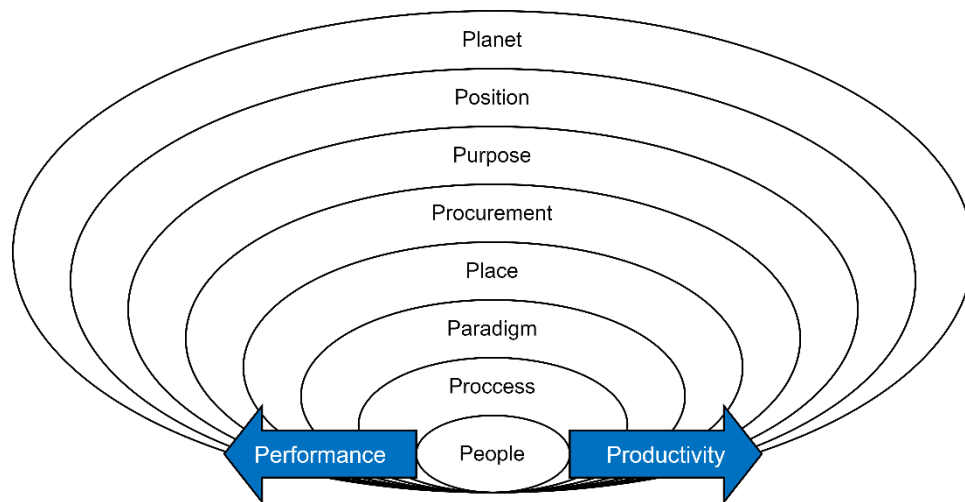 Planet
Position
Purpose
Procurement
Place
Paradigm
Proccess
Performance
People
Productivity